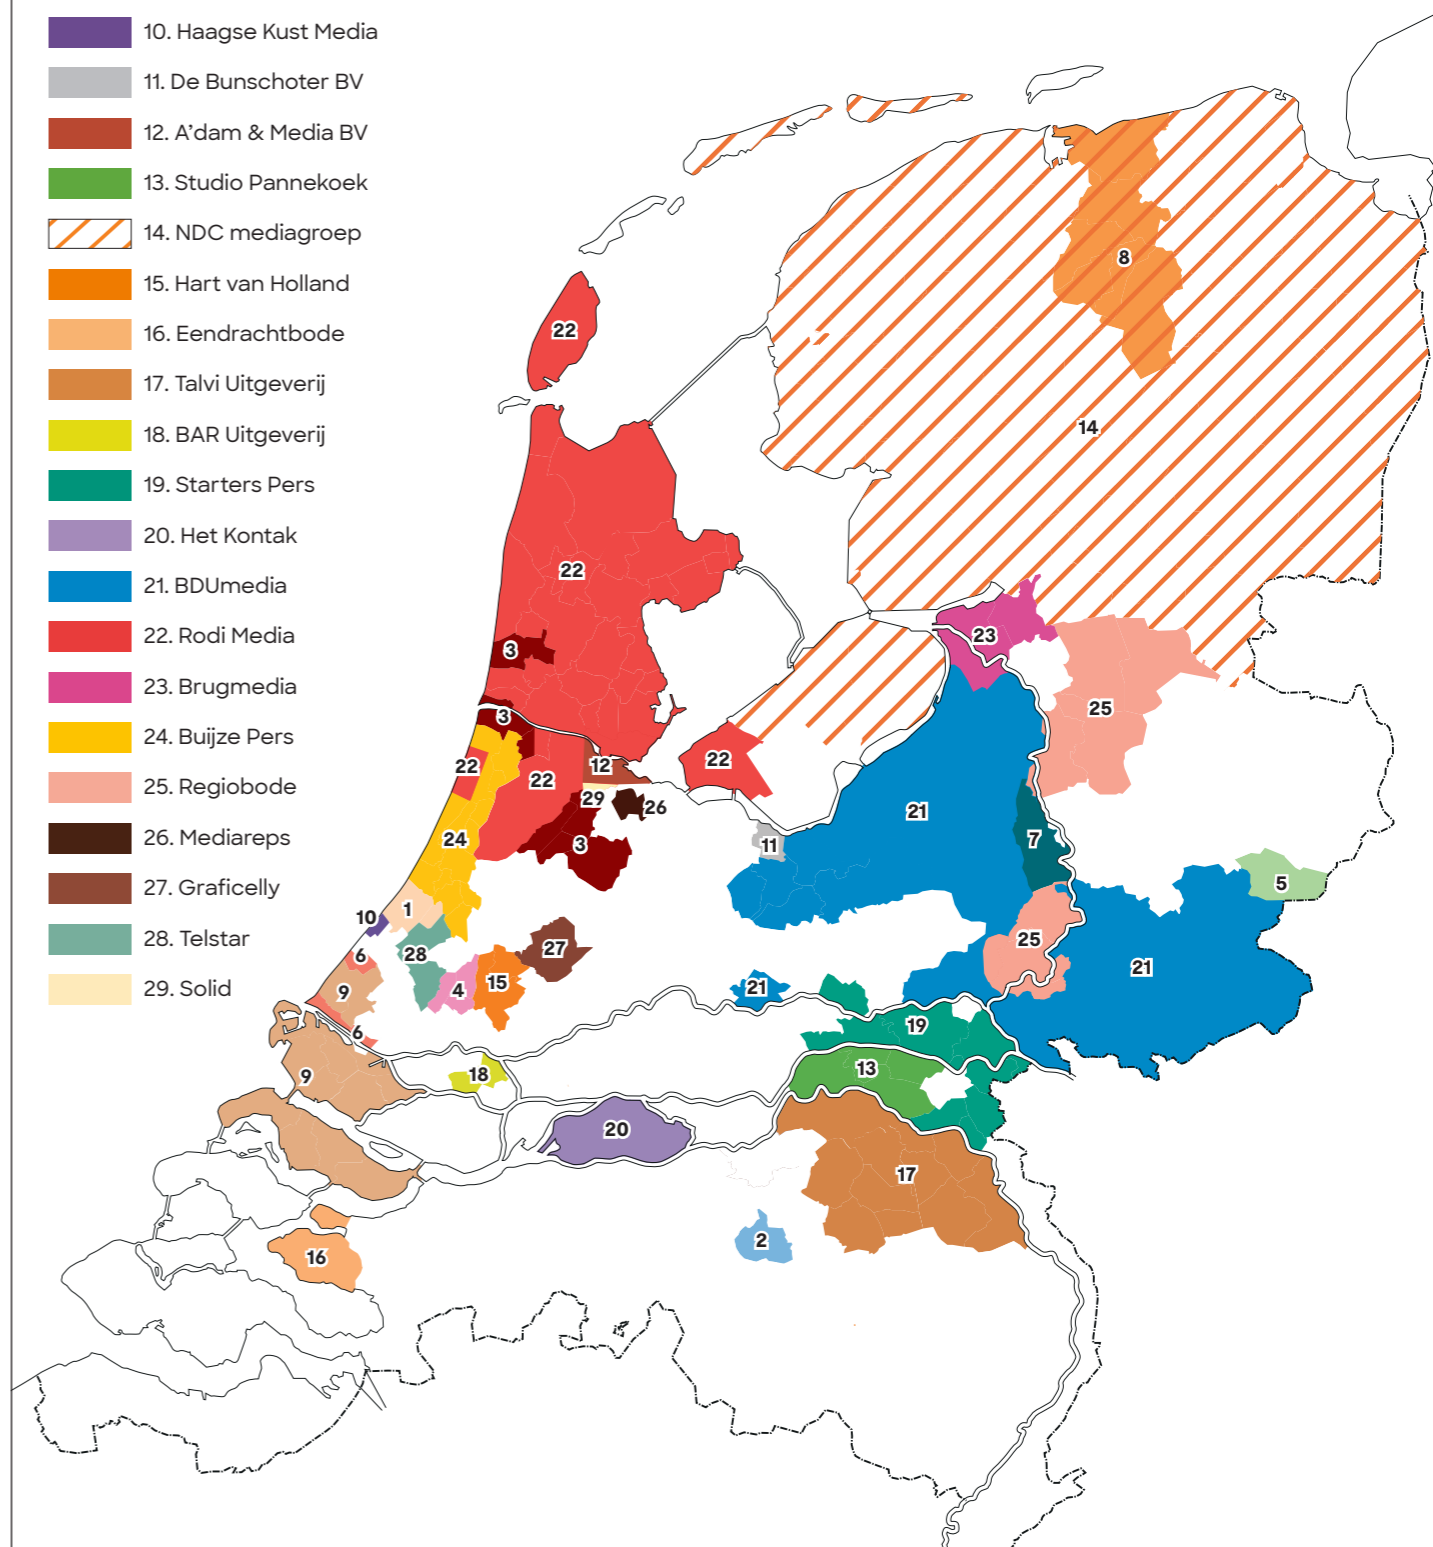 10. Haagse Kust Media
11. De Bunschoter BV
12. A'dam & Media BV
13. Studio Pannekoek
14. NDC mediagroep
15. Hart van Holland
16. Eendrachtbode
17. Talvi Uitgeverij
18. BAR Uitgeverij
19. Starters Pers
20. Het Kontak
21. BDUmedia
22. Rodi Media
23. Brugmedia
24. Buijze Pers
25. Regiobode
26. Mediareps
27. Graficelly
28. Telstar
29. Solid
8
22
14
22
23
3
25
3
22
22
12
22
29
26
21
24
3
11
7
5
10
1
25
28
6
27
21
9
4
15
21
19
6
13
18
9
20
17
2
16